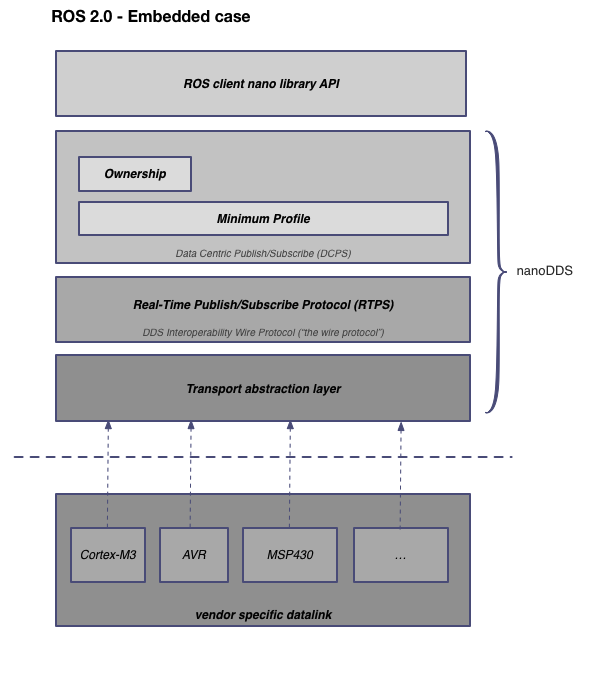 ROS 2.0 - Embedded case
ROS client nano library API
Ownership
Minimum Profile
Data Centric Publish/Subscribe (DCPS)
nanoDDS
Real-Time Publish/Subscribe Protocol (RTPS)
DDS Interoperability Wire Protocol ("the wire protocol")
Transport abstraction layer
Cortex-M3
AVR
MSP430
...
vendor specific datalink